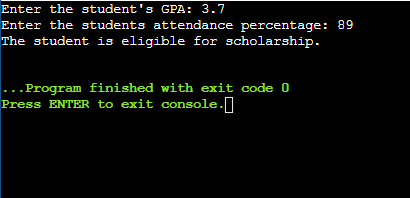 Enter the student's GPA: 3.7
Enter the students attendance percentage: 89
The student is eligible for scholarship.
...Program finished with exit code 0
Press ENTER to exit console.